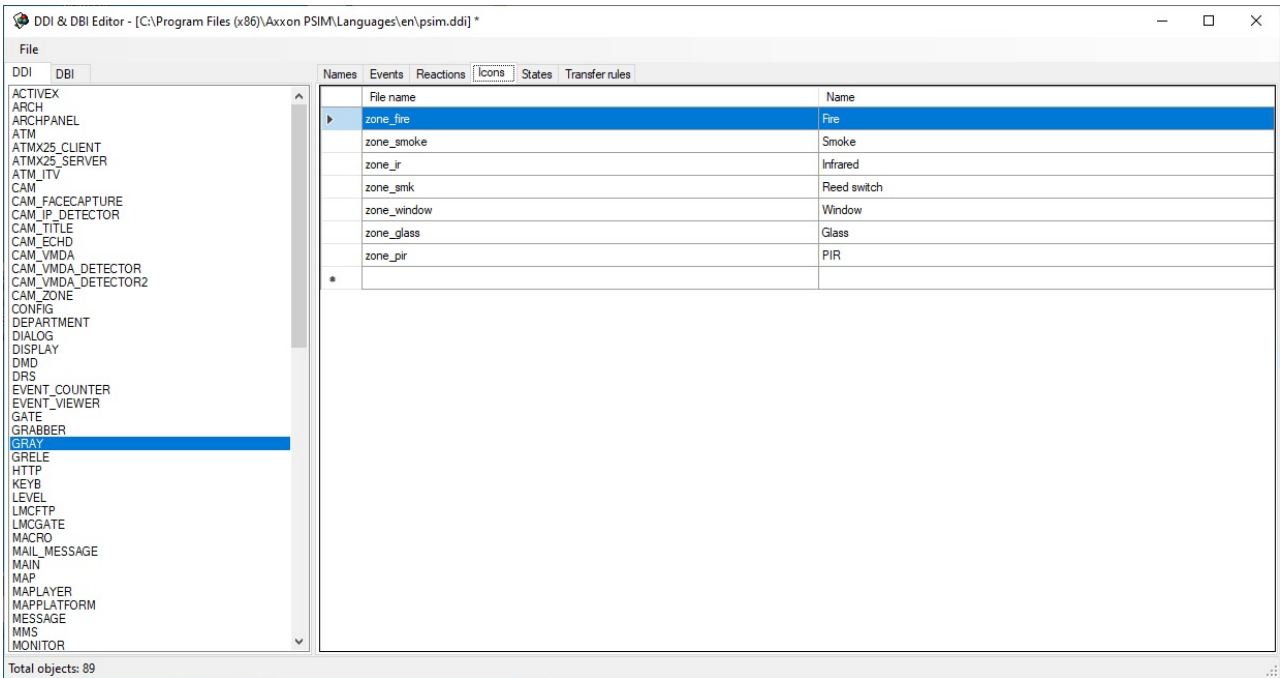 DDI & DBI Editor - [C:\Program Files (x86)\Axxon PSIM\Languages\en\psim.ddi] *
File
DDI DBI
ACTIVEX
ARCH
ARCHPANEL
ATM
ATMX25_CLIENT
ATMX25_SERVER
ATM_ITV
CAM
CAM_FACECAPTURE
CAM_IP_DETECTOR
CAM_TITLE
CAM_ECHD
CAM_VMDA
CAM_VMDA_DETECTOR
CAM_VMDA_DETECTOR2
CAM_ZONE
CONFIG
DEPARTMENT
DIALOG
DISPLAY
DMD
DRS
EVENT_COUNTER
EVENT_VIEWER
GATE
GRABBER
GRAY
GRELE
HTTP
KEYB
LEVEL
LMCFTP
LMCGATE
MACRO
MAIL_MESSAGE
MAIN
MAP
MAPLAYER
MAPPLATFORM
MESSAGE
MMS
MONITOR
Names Events Reactions Icons States Transfer rules
File name Name
zone_fire Fire
zone_smoke Smoke
zone_ir Infrared
zone_smk Reed switch
zone_window Window
zone_glass Glass
zone_pir PIR
Total objects: 89